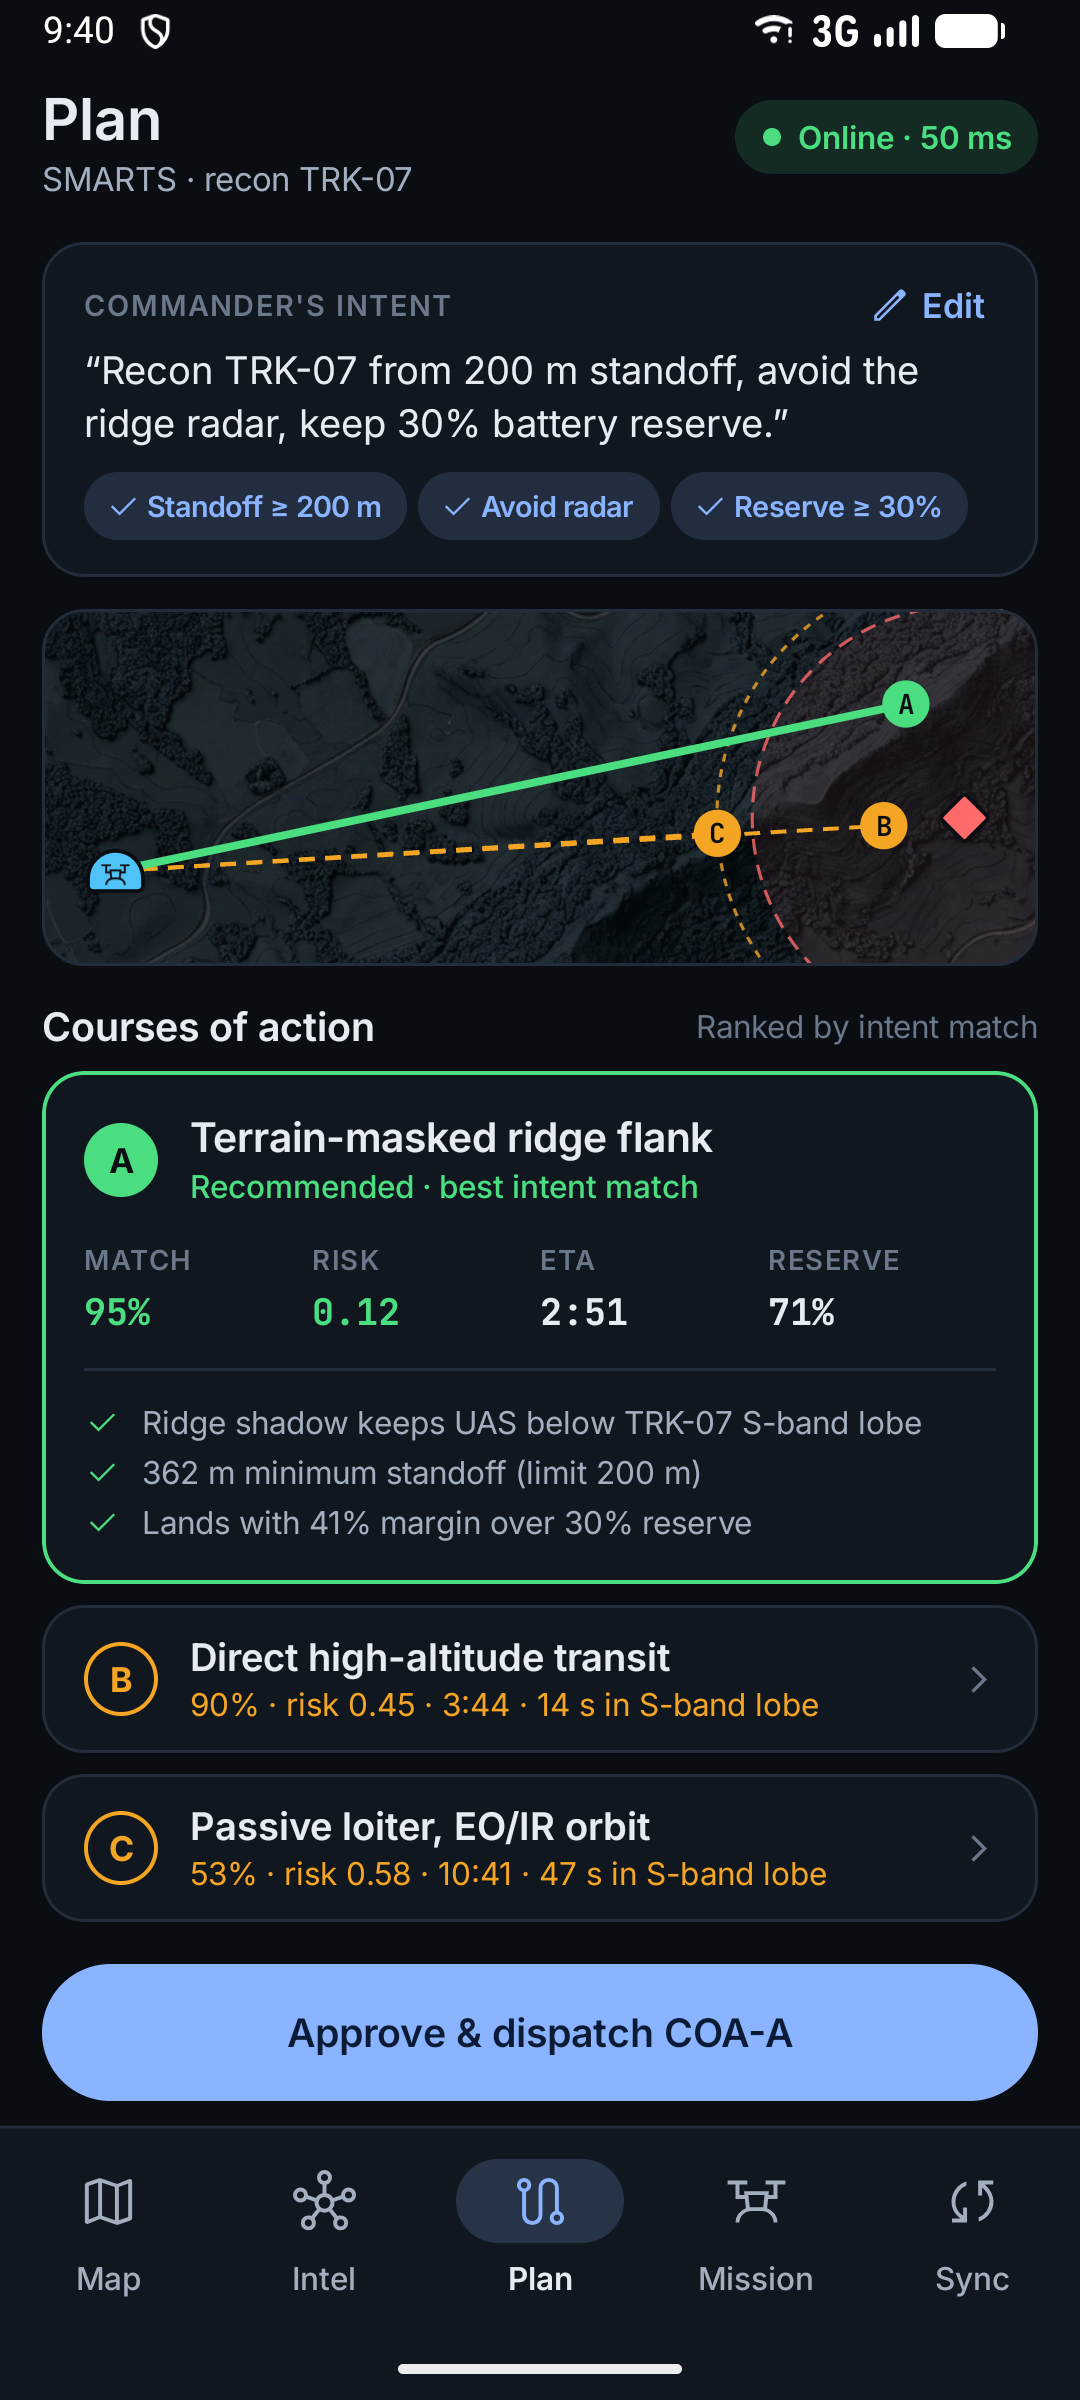 9:40
3G
Plan
SMARTS · recon TRK-07
Online · 50 ms
COMMANDER'S INTENT
Edit
“Recon TRK-07 from 200 m standoff, avoid the
ridge radar, keep 30% battery reserve.”
Standoff ≥ 200 m
Avoid radar
Reserve ≥ 30%
A
C
B
Courses of action
Ranked by intent match
A
Terrain-masked ridge flank
Recommended · best intent match
MATCH RISK ETA RESERVE
95% 0.12 2:51 71%
Ridge shadow keeps UAS below TRK-07 S-band lobe
362 m minimum standoff (limit 200 m)
Lands with 41% margin over 30% reserve
B
Direct high-altitude transit
90% · risk 0.45 · 3:44 · 14 s in S-band lobe
C
Passive loiter, EO/IR orbit
53% · risk 0.58 · 10:41 · 47 s in S-band lobe
Approve & dispatch COA-A
Map Intel Plan Mission Sync